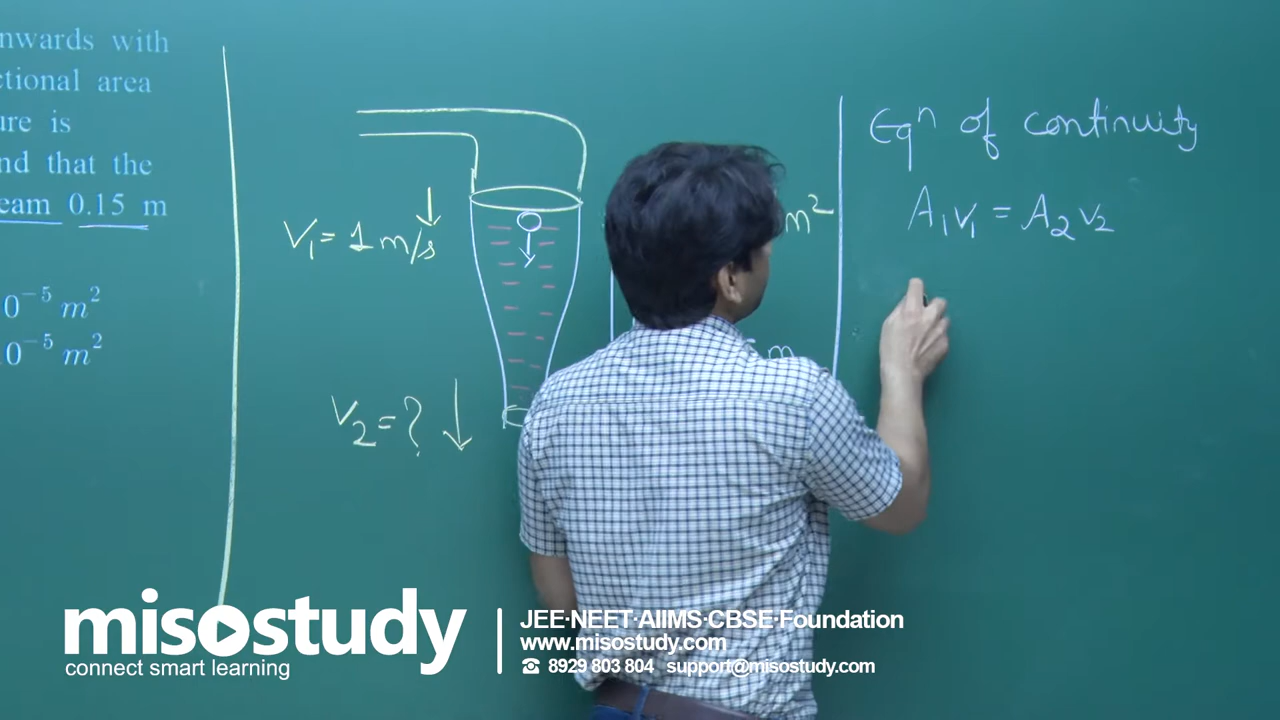 nwards with
ctional area
ure is
nd that the
eam 0.15 m
0⁻⁵ m²
0⁻⁵ m²
V₁ = 1 m/s
V₂ = ?
m²
m
Eqⁿ of continuity
A₁v₁ = A₂v₂
misostudy
connect smart learning
JEE·NEET·AIIMS·CBSE·Foundation
www.misostudy.com
☎ 8929 803 804 support@misostudy.com